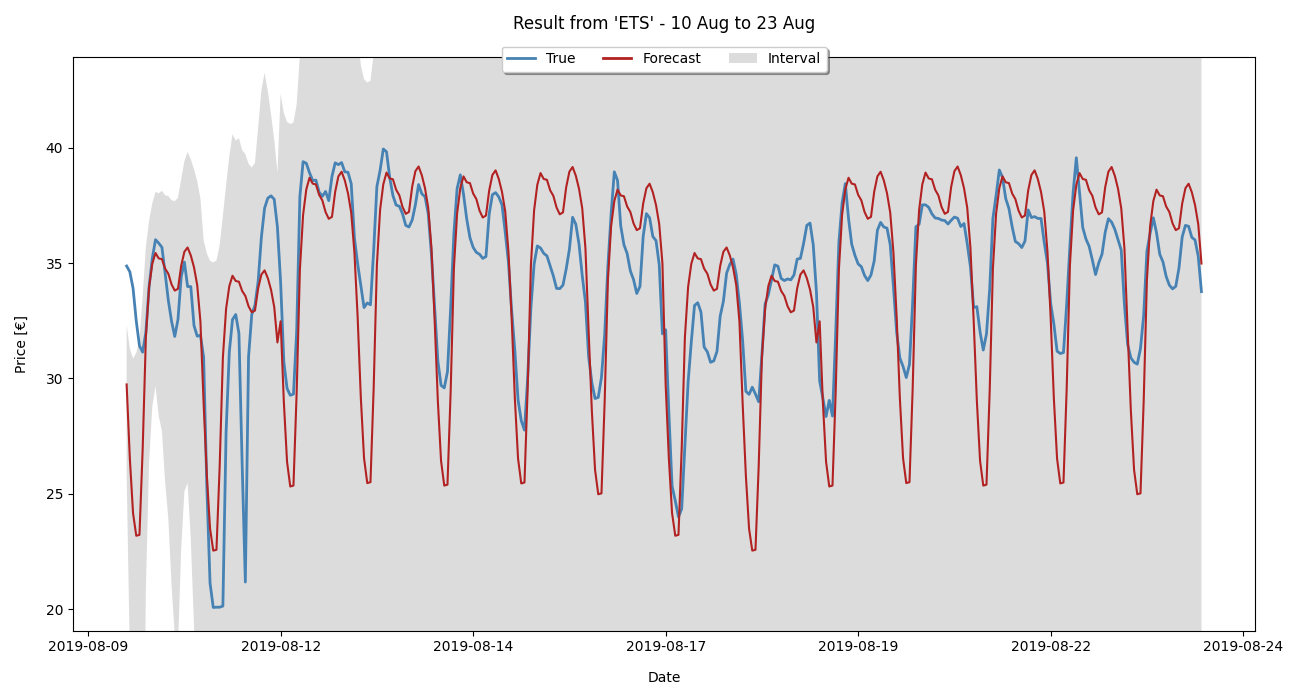 Result from 'ETS' - 10 Aug to 23 Aug
True Forecast Interval
Price [€]
40
35
30
25
20
2019-08-09 2019-08-12 2019-08-14 2019-08-17 2019-08-19 2019-08-22 2019-08-24
Date